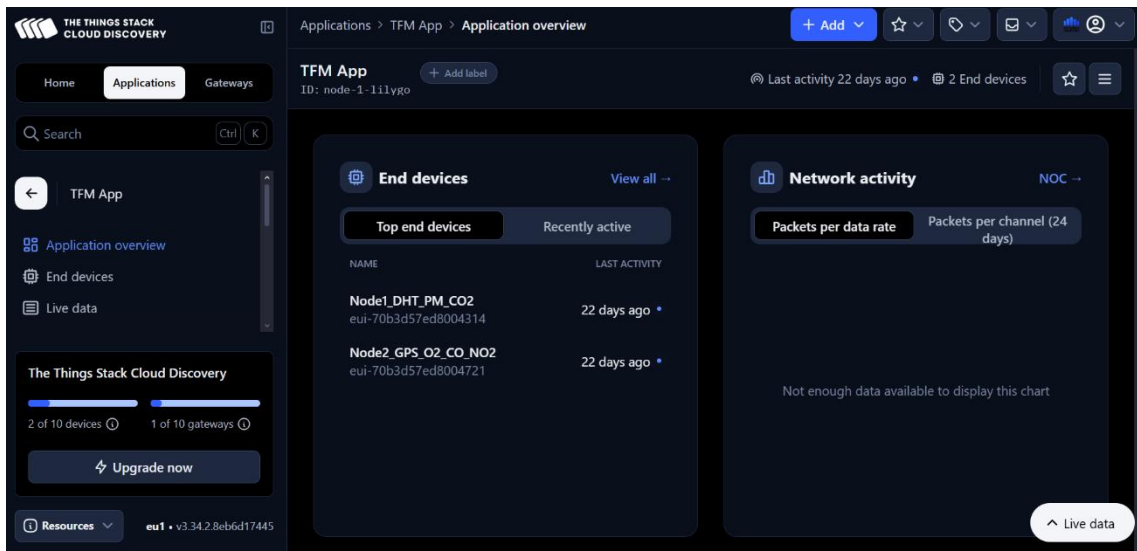 THE THINGS STACK
CLOUD DISCOVERY
Home
Applications
Gateways
Search
Ctrl
K
TFM App
Application overview
End devices
Live data
The Things Stack Cloud Discovery
2 of 10 devices
1 of 10 gateways
Upgrade now
Resources
eu1 • v3.34.2.8eb6d17445
Applications > TFM App > Application overview
+ Add
TFM App
+ Add label
ID: node-1-lilygo
Last activity 22 days ago •
2 End devices
End devices
View all →
Top end devices
Recently active
NAME
LAST ACTIVITY
Node1_DHT_PM_CO2
eui-70b3d57ed8004314
22 days ago •
Node2_GPS_O2_CO_NO2
eui-70b3d57ed8004721
22 days ago •
Network activity
NOC →
Packets per data rate
Packets per channel (24
days)
Not enough data available to display this chart
Live data